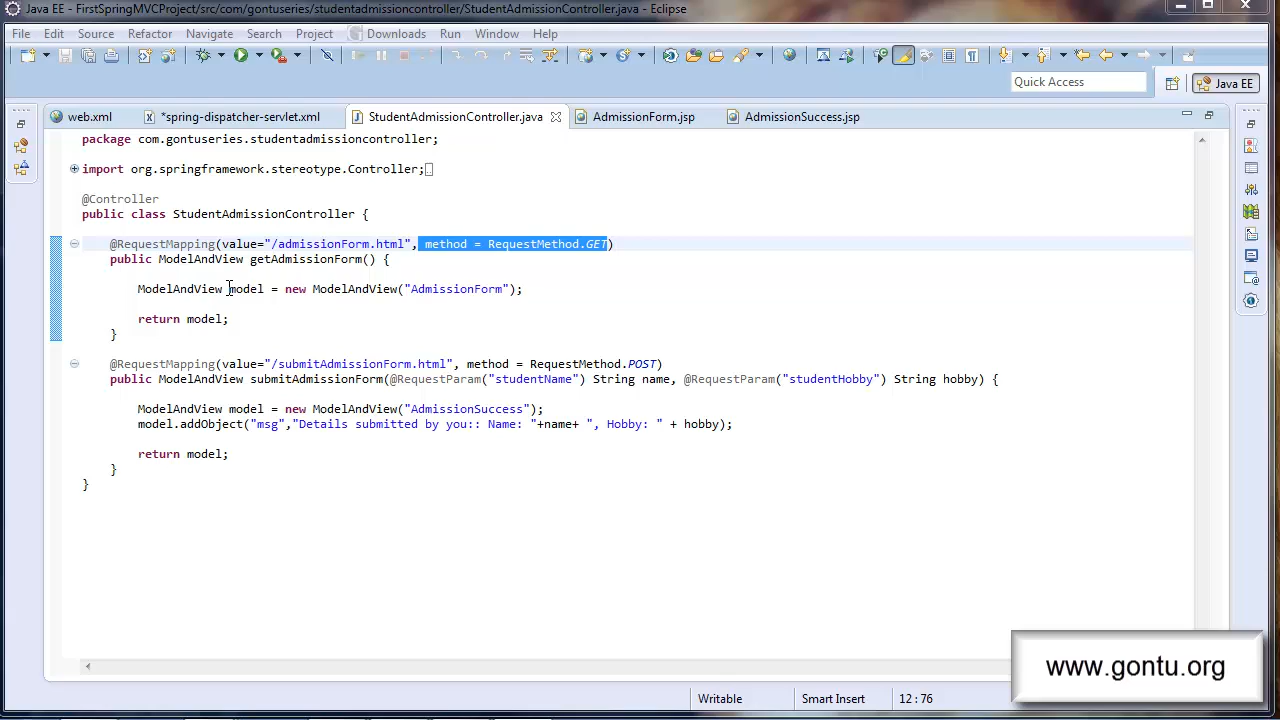 Java EE - FirstSpringMVCProject/src/com/gontuseries/studentadmissioncontroller/StudentAdmissionController.java - Eclipse
File Edit Source Refactor Navigate Search Project Downloads Run Window Help
Quick Access
Java EE
web.xml
*spring-dispatcher-servlet.xml
StudentAdmissionController.java
AdmissionForm.jsp
AdmissionSuccess.jsp
package com.gontuseries.studentadmissioncontroller;
import org.springframework.stereotype.Controller;
@Controller
public class StudentAdmissionController {
@RequestMapping(value="/admissionForm.html", method = RequestMethod.GET)
public ModelAndView getAdmissionForm() {
ModelAndView model = new ModelAndView("AdmissionForm");
return model;
}
@RequestMapping(value="/submitAdmissionForm.html", method = RequestMethod.POST)
public ModelAndView submitAdmissionForm(@RequestParam("studentName") String name, @RequestParam("studentHobby") String hobby) {
ModelAndView model = new ModelAndView("AdmissionSuccess");
model.addObject("msg","Details submitted by you:: Name: "+name+ ", Hobby: " + hobby);
return model;
}
}
www.gontu.org
Writable
Smart Insert
12:76